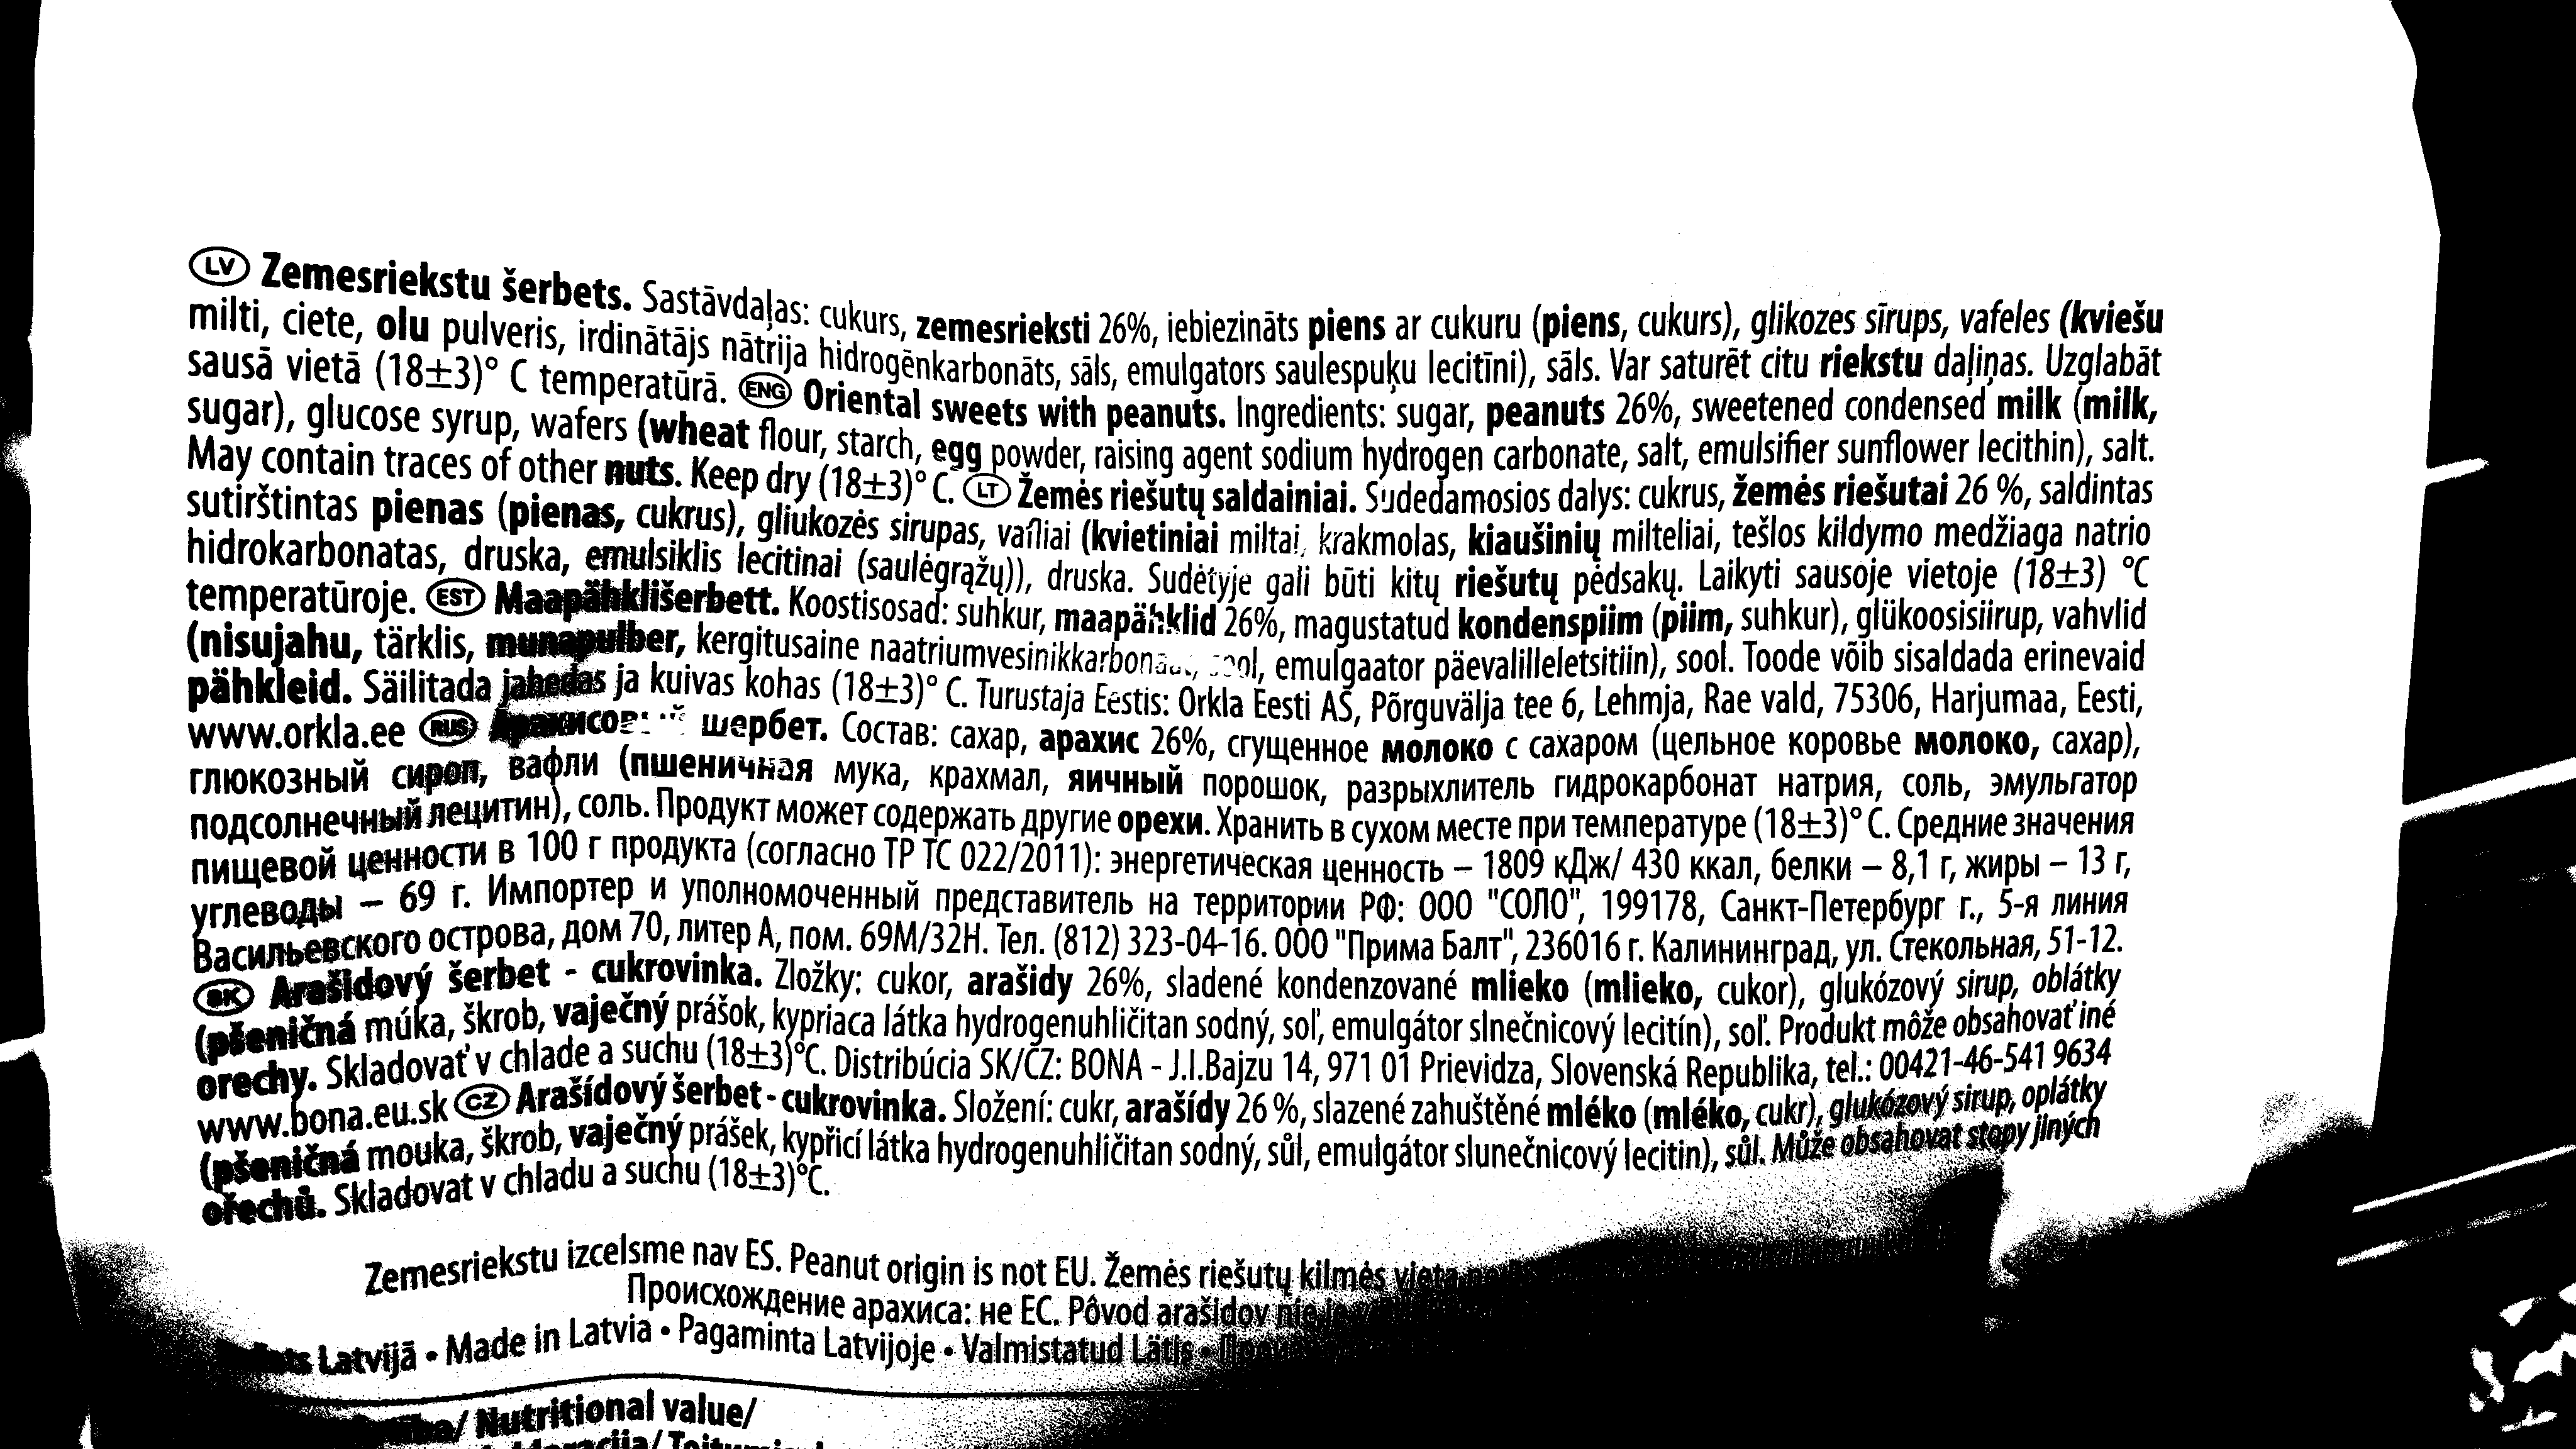 LV Zemesriekstu šerbets. Sastāvdaļas: cukurs, zemesrieksti 26%, iebiezināts piens ar cukuru (piens, cukurs), glikozes sīrups, vafeles (kviešu
milti, ciete, olu pulveris, irdinātājs nātrija hidrogēnkarbonāts, sāls, emulgators saulespuķu lecitīni), sāls. Var saturēt citu riekstu daļiņas. Uzglabāt
sausā vietā (18±3)° C temperatūrā. ENG Oriental sweets with peanuts. Ingredients: sugar, peanuts 26%, sweetened condensed milk (milk,
sugar), glucose syrup, wafers (wheat flour, starch, egg powder, raising agent sodium hydrogen carbonate, salt, emulsifier sunflower lecithin), salt.
May contain traces of other nuts. Keep dry (18±3)° C. LT Žemės riešutų saldainiai. Sudedamosios dalys: cukrus, žemės riešutai 26 %, saldintas
sutirštintas pienas (pienas, cukrus), gliukozės sirupas, vafliai (kvietiniai miltai, krakmolas, kiaušinių milteliai, tešlos kildymo medžiaga natrio
hidrokarbonatas, druska, emulsiklis lecitinai (saulėgrąžų)), druska. Sudėtyje gali būti kitų riešutų pėdsakų. Laikyti sausoje vietoje (18±3) °C
temperatūroje. EST Maapähklišerbett. Koostisosad: suhkur, maapähklid 26%, magustatud kondenspiim (piim, suhkur), glükoosisiirup, vahvlid
(nisujahu, tärklis, munapulber, kergitusaine naatriumvesinikkarbonaat, sool, emulgaator päevalilleletsitiin), sool. Toode võib sisaldada erinevaid
pähkleid. Säilitada jahedas ja kuivas kohas (18±3)° C. Turustaja Eestis: Orkla Eesti AS, Põrguvälja tee 6, Lehmja, Rae vald, 75306, Harjumaa, Eesti,
www.orkla.ee RUS Арахисовый шербет. Состав: сахар, арахис 26%, сгущенное молоко с сахаром (цельное коровье молоко, сахар),
глюкозный сироп, вафли (пшеничная мука, крахмал, яичный порошок, разрыхлитель гидрокарбонат натрия, соль, эмульгатор
подсолнечный лецитин), соль. Продукт может содержать другие орехи. Хранить в сухом месте при температуре (18±3)° С. Средние значения
пищевой ценности в 100 г продукта (согласно ТР ТС 022/2011): энергетическая ценность – 1809 кДж/ 430 ккал, белки – 8,1 г, жиры – 13 г,
углеводы – 69 г. Импортер и уполномоченный представитель на территории РФ: ООО "СОЛО", 199178, Санкт-Петербург г., 5-я линия
Васильевского острова, дом 70, литер А, пом. 69М/32Н. Тел. (812) 323-04-16. ООО "Прима Балт", 236016 г. Калининград, ул. Стекольная, 51-12.
SK Arašidový šerbet - cukrovinka. Zložky: cukor, arašidy 26%, sladené kondenzované mlieko (mlieko, cukor), glukózový sirup, oblátky
(pšeničná múka, škrob, vaječný prášok, kypriaca látka hydrogenuhličitan sodný, soľ, emulgátor slnečnicový lecitín), soľ. Produkt môže obsahovať iné
orechy. Skladovať v chlade a suchu (18±3)°C. Distribúcia SK/CZ: BONA - J.I.Bajzu 14, 971 01 Prievidza, Slovenská Republika, tel.: 00421-46-541 9634
www.bona.eu.sk CZ Arašídový šerbet - cukrovinka. Složení: cukr, arašídy 26 %, slazené zahuštěné mléko (mléko, cukr), glukózový sirup, oplátky
(pšeničná mouka, škrob, vaječný prášek, kypřicí látka hydrogenuhličitan sodný, sůl, emulgátor slunečnicový lecitin), sůl. Může obsahovat stopy jiných
ořechů. Skladovat v chladu a suchu (18±3)°C.
Zemesriekstu izcelsme nav ES. Peanut origin is not EU. Žemės riešutų kilmės vieta
Происхождение арахиса: не ЕС. Pôvod arašidov nie je
Latvijā • Made in Latvia • Pagaminta Latvijoje • Valmistatud Lätis •
Nutritional value/